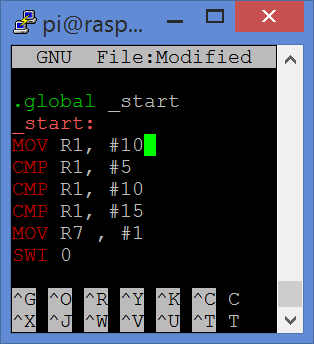 pi@rasp...
GNU File:Modified
.global _start
_start:
MOV R1, #10
CMP R1, #5
CMP R1, #10
CMP R1, #15
MOV R7 , #1
SWI 0
^G ^O ^R ^Y ^K ^C C
^X ^J ^W ^V ^U ^T T